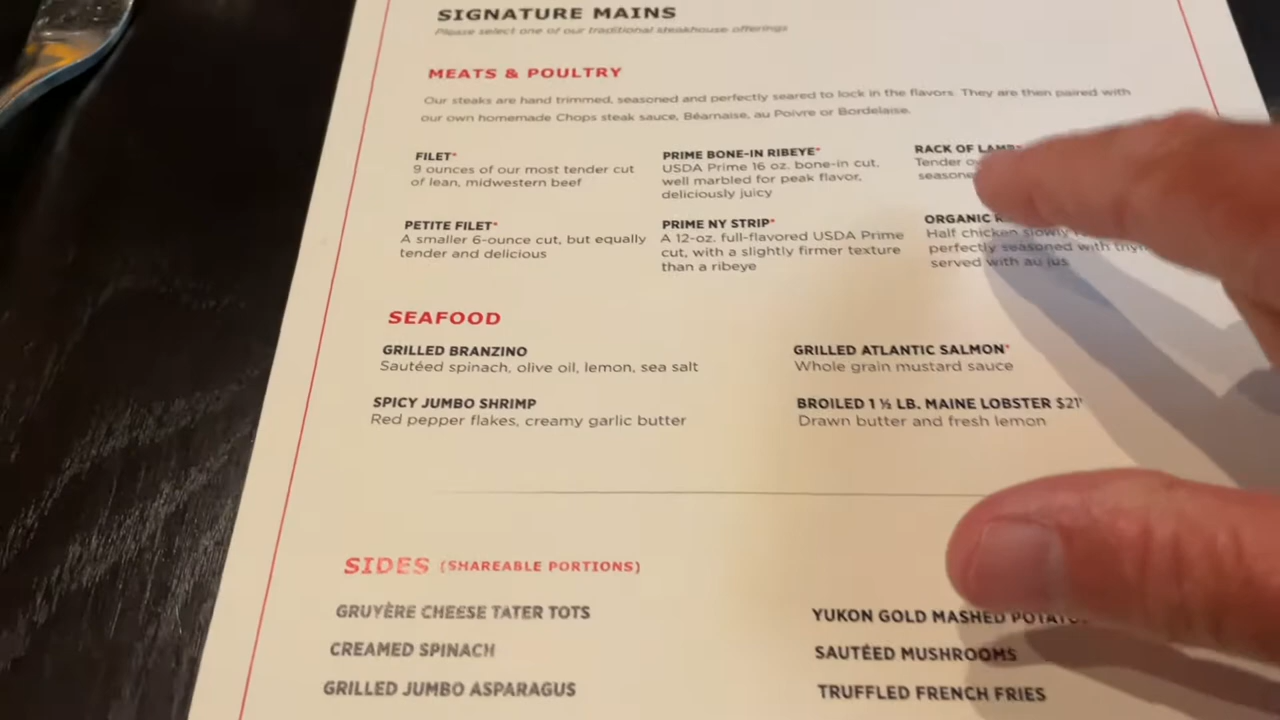 SIGNATURE MAINS
Please select one of our traditional steakhouse offerings
MEATS & POULTRY
Our steaks are hand trimmed, seasoned and perfectly seared to lock in the flavors. They are then paired with
our own homemade Chops steak sauce, Béarnaise, au Poivre or Bordelaise.
FILET*
9 ounces of our most tender cut
of lean, midwestern beef
PRIME BONE-IN RIBEYE*
USDA Prime 16 oz. bone-in cut,
well marbled for peak flavor,
deliciously juicy
RACK OF LAMB*
Tender
PETITE FILET*
A smaller 6-ounce cut, but equally
tender and delicious
PRIME NY STRIP*
A 12-oz. full-flavored USDA Prime
cut, with a slightly firmer texture
than a ribeye
ORGANIC
Half chicken slowly
perfectly seasoned with
served with au jus
SEAFOOD
GRILLED BRANZINO
Sautéed spinach, olive oil, lemon, sea salt
GRILLED ATLANTIC SALMON*
Whole grain mustard sauce
SPICY JUMBO SHRIMP
Red pepper flakes, creamy garlic butter
BROILED 1 ½ LB. MAINE LOBSTER $21
Drawn butter and fresh lemon
SIDES (SHAREABLE PORTIONS)
GRUYÈRE CHEESE TATER TOTS
YUKON GOLD MASHED
CREAMED SPINACH
SAUTÉED MUSHROOMS
GRILLED JUMBO ASPARAGUS
TRUFFLED FRENCH FRIES